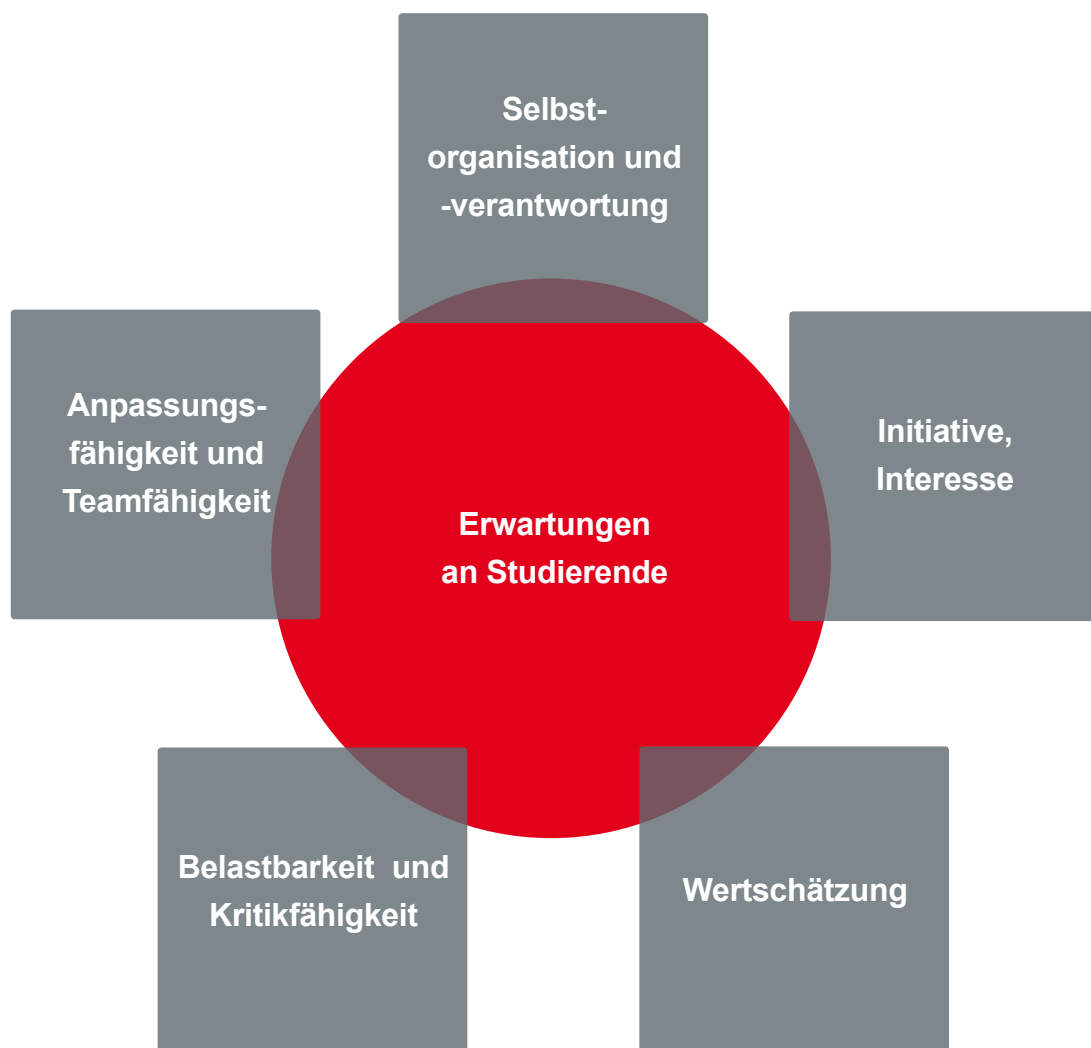 Selbst-
organisation und
-verantwortung
Anpassungs-
fähigkeit und
Teamfähigkeit
Initiative,
Interesse
Erwartungen
an Studierende
Belastbarkeit und
Kritikfähigkeit
Wertschätzung